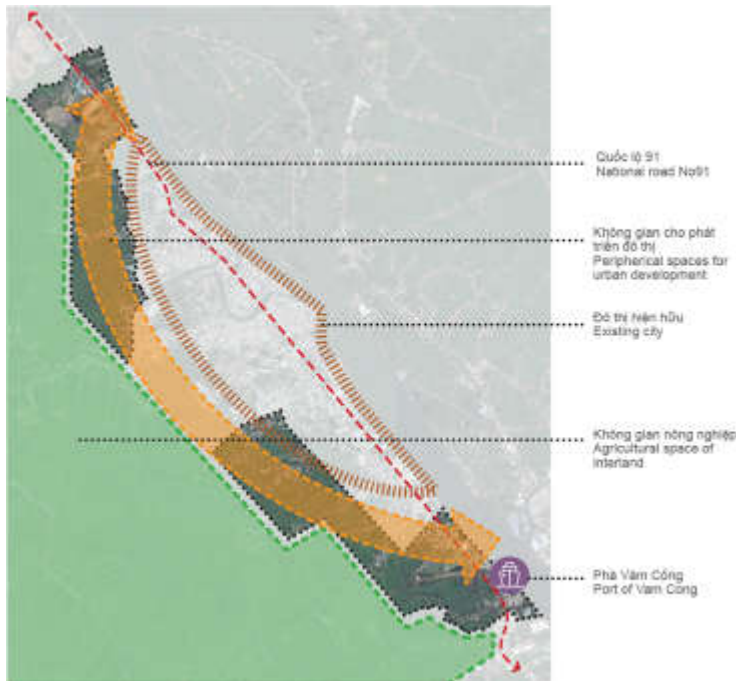 Quốc lộ 91
National road No91
Không gian cho phát
triển đô thị
Peripherical spaces for
urban development
Đô thị hiện hữu
Existing city
Không gian nông nghiệp
Agricultural space of
interland
Phà Vàm Cống
Port of Vam Cong